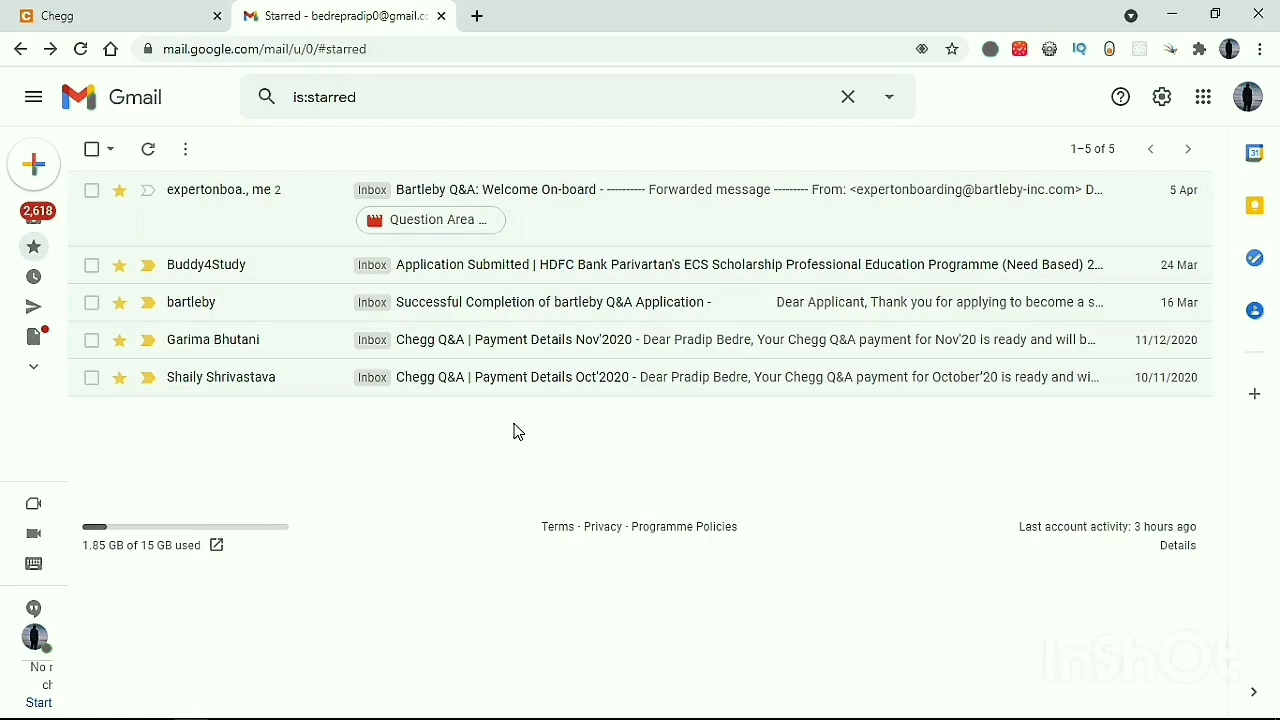 Chegg
Starred - bedrepradip0@gmail.cc
mail.google.com/mail/u/0/#starred
Gmail
is:starred
1–5 of 5
expertonboa., me 2
Inbox Bartleby Q&A: Welcome On-board - ---------- Forwarded message --------- From: <expertonboarding@bartleby-inc.com> D...
5 Apr
Question Area ...
2,618
Buddy4Study
Inbox Application Submitted | HDFC Bank Parivartan's ECS Scholarship Professional Education Programme (Need Based) 2...
24 Mar
bartleby
Inbox Successful Completion of bartleby Q&A Application - Dear Applicant, Thank you for applying to become a s...
16 Mar
Garima Bhutani
Inbox Chegg Q&A | Payment Details Nov'2020 - Dear Pradip Bedre, Your Chegg Q&A payment for Nov'20 is ready and will b...
11/12/2020
Shaily Shrivastava
Inbox Chegg Q&A | Payment Details Oct'2020 - Dear Pradip Bedre, Your Chegg Q&A payment for October'20 is ready and wi...
10/11/2020
1.85 GB of 15 GB used
Terms · Privacy · Programme Policies
Last account activity: 3 hours ago
Details
No r
ch
Start
InShOt